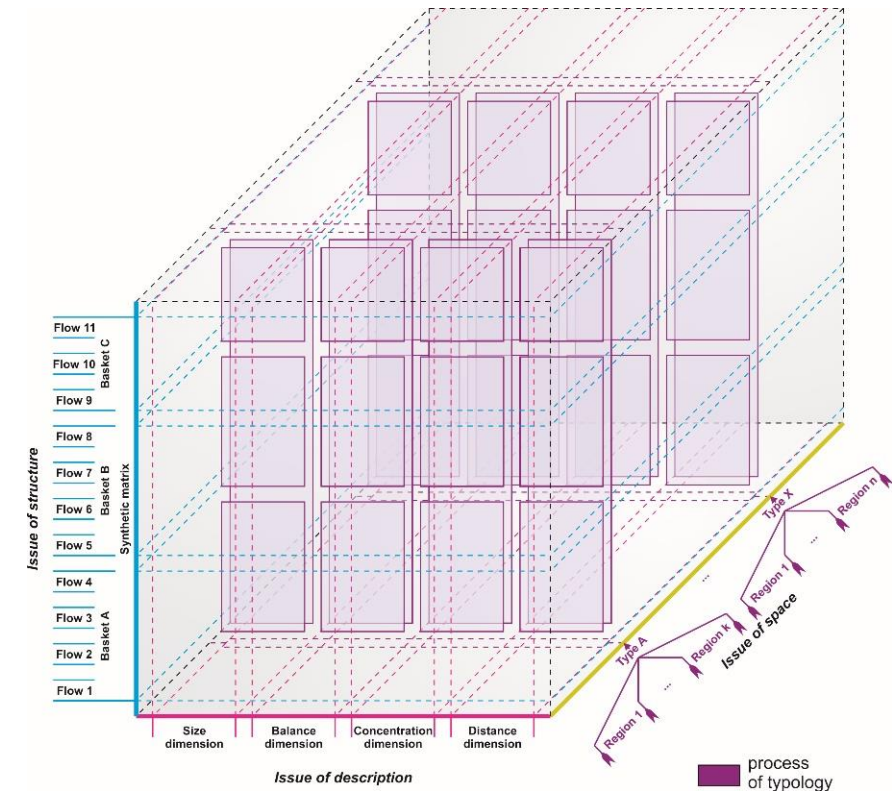 Issue of structure
Flow 11
Flow 10
Flow 9
Basket C
Flow 8
Flow 7
Flow 6
Flow 5
Basket B
Flow 4
Flow 3
Flow 2
Flow 1
Basket A
Synthetic matrix
Size
dimension
Balance
dimension
Concentration
dimension
Distance
dimension
Issue of description
Type A
Region 1
...
Region k
...
Type X
Region 1
...
Region n
Issue of space
process
of typology